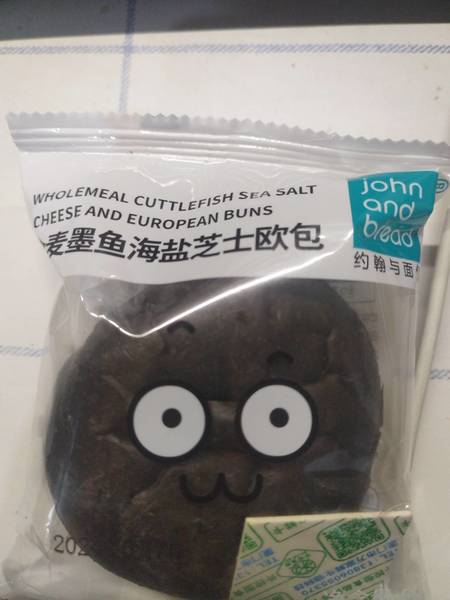 WHOLEMEAL CUTTLEFISH SEA SALT
CHEESE AND EUROPEAN BUNS
麦墨鱼海盐芝士欧包
john
and
bread
约翰与面